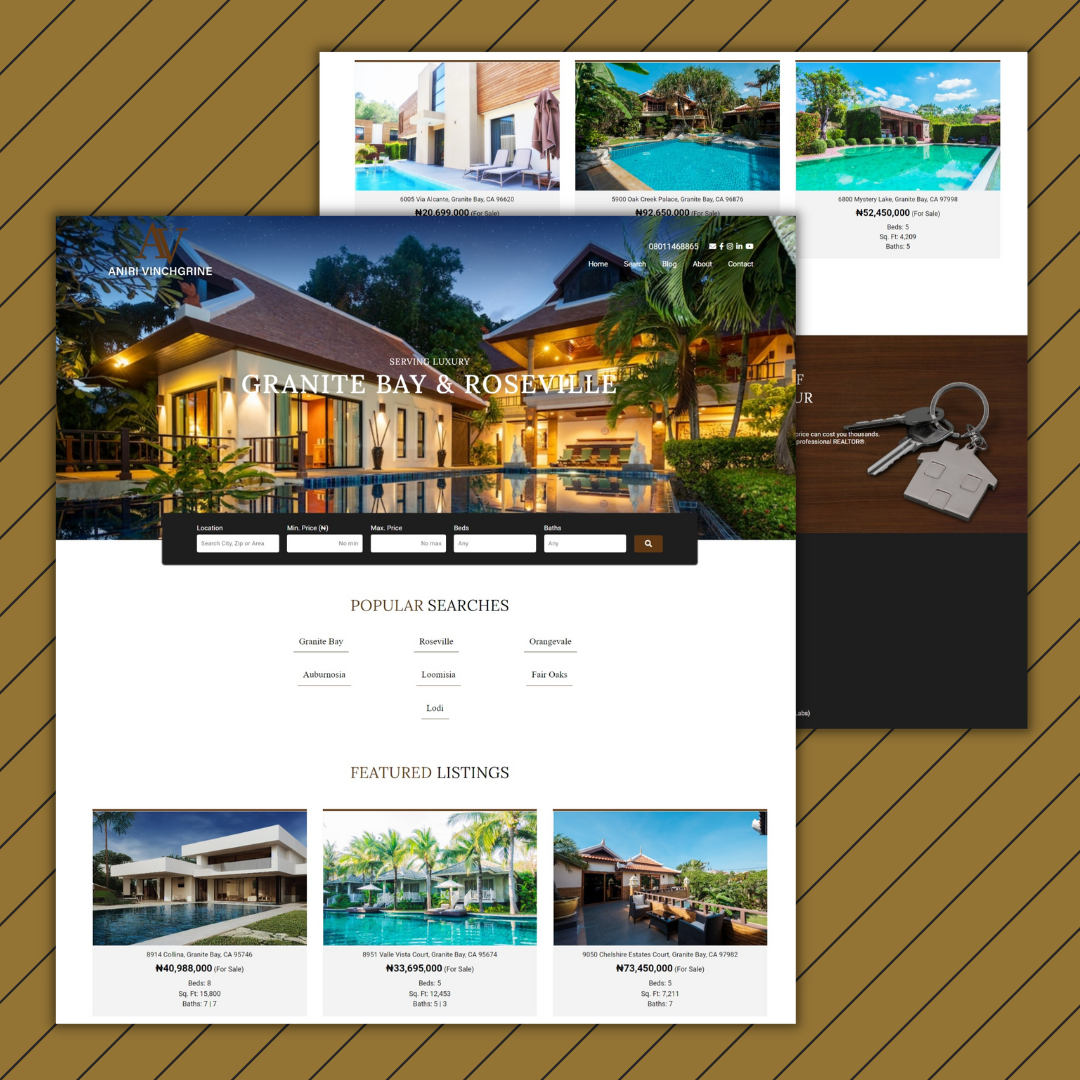 6005 Via Alcante, Granite Bay, CA 96620
₦20,699,000 (For Sale)
5900 Oak Creek Palace, Granite Bay, CA 96876
₦92,650,000 (For Sale)
6800 Mystery Lake, Granite Bay, CA 97998
₦52,450,000 (For Sale)
Beds: 5
Sq. Ft: 4,209
Baths: 5
AV
ANIRI VINCHGRINE
08011468865
Home Search Blog About Contact
SERVING LUXURY
GRANITE BAY & ROSEVILLE
F
UR
price can cost you thousands.
professional REALTOR®
Location Min. Price (₦) Max. Price Beds Baths
Search City, Zip or Area No min No max Any Any
POPULAR SEARCHES
Granite Bay Roseville Orangevale
Auburnosia Loomisia Fair Oaks
Lodi
Labs)
FEATURED LISTINGS
8914 Collina, Granite Bay, CA 95746
₦40,988,000 (For Sale)
Beds: 8
Sq. Ft: 15,800
Baths: 7 | 7
8951 Valle Vista Court, Granite Bay, CA 95674
₦33,695,000 (For Sale)
Beds: 5
Sq. Ft: 12,453
Baths: 5 | 3
9050 Chelshire Estates Court, Granite Bay, CA 97982
₦73,450,000 (For Sale)
Beds: 5
Sq. Ft: 7,211
Baths: 7